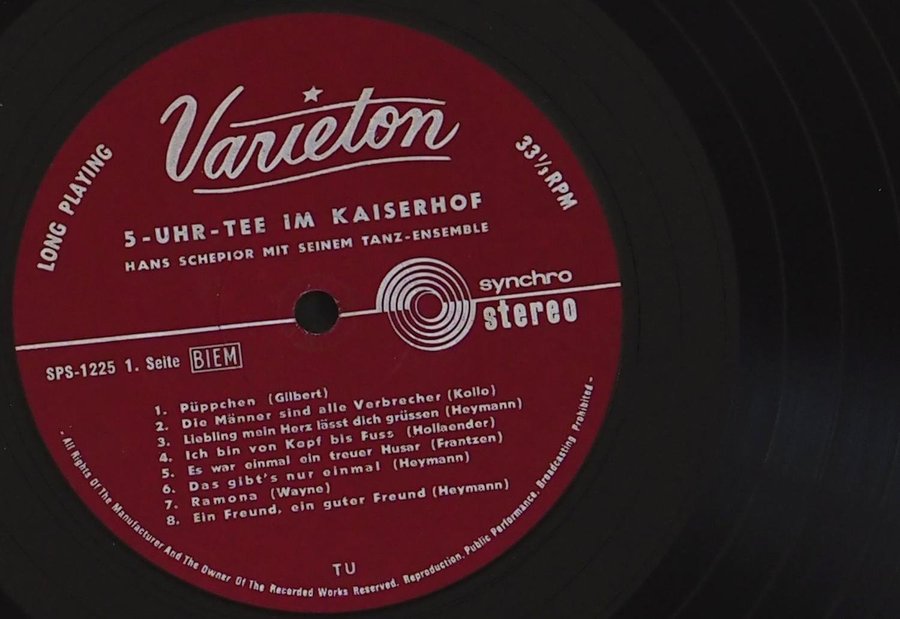 Varieton
LONG PLAYING
33⅓ RPM
5-UHR-TEE iM KAISERHOF
HANS SCHEPIOR MIT SEINEM TANZ-ENSEMBLE
synchro
stereo
SPS-1225 1. Seite BIEM
1. Püppchen (Gilbert)
2. Die Männer sind alle Verbrecher (Kollo)
3. Liebling mein Herz lässt dich grüssen (Heymann)
4. Ich bin von Kopf bis Fuss (Hollaender)
5. Es war einmal ein treuer Husar (Frantzen)
6. Das gibt's nur einmal (Heymann)
7. Ramona (Wayne)
8. Ein Freund, ein guter Freund (Heymann)
TU
- All Rights Of The Manufacturer And The Owner Of The Recorded Works Reserved. Reproduction, Public Performance, Broadcasting Prohibited -